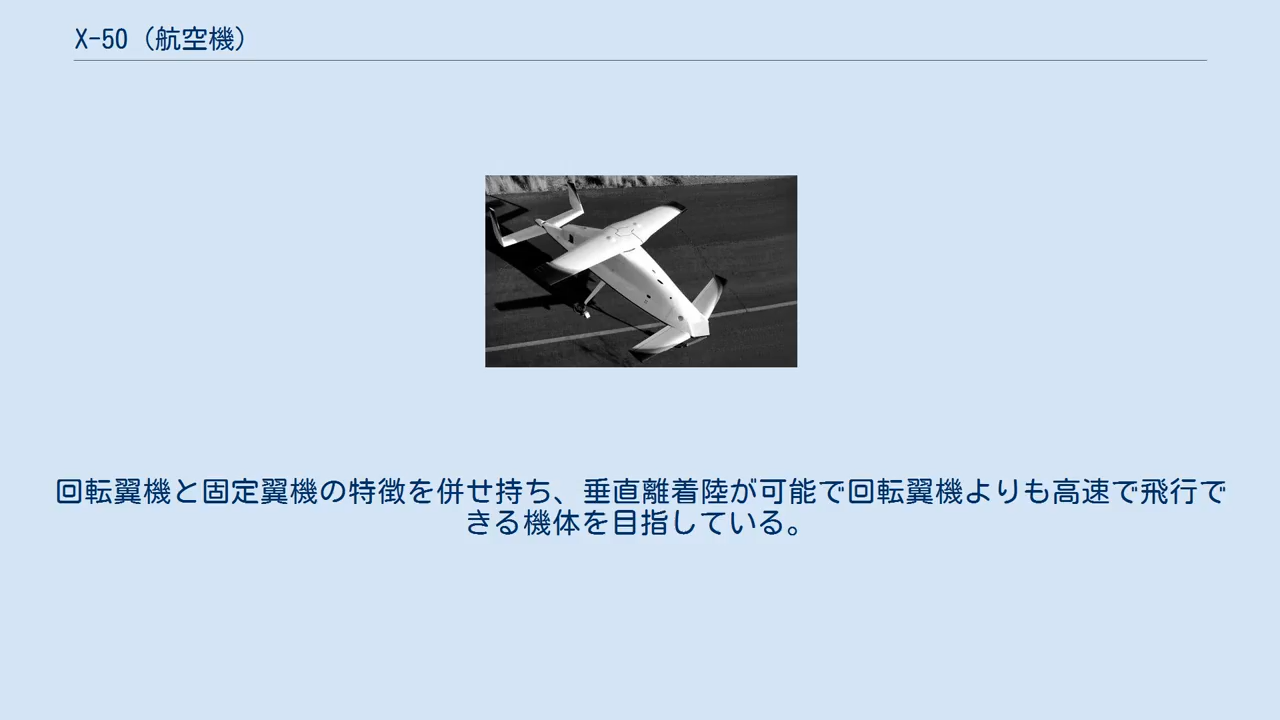 X-50（航空機）
回転翼機と固定翼機の特徴を併せ持ち、垂直離着陸が可能で回転翼機よりも高速で飛行で
きる機体を目指している。